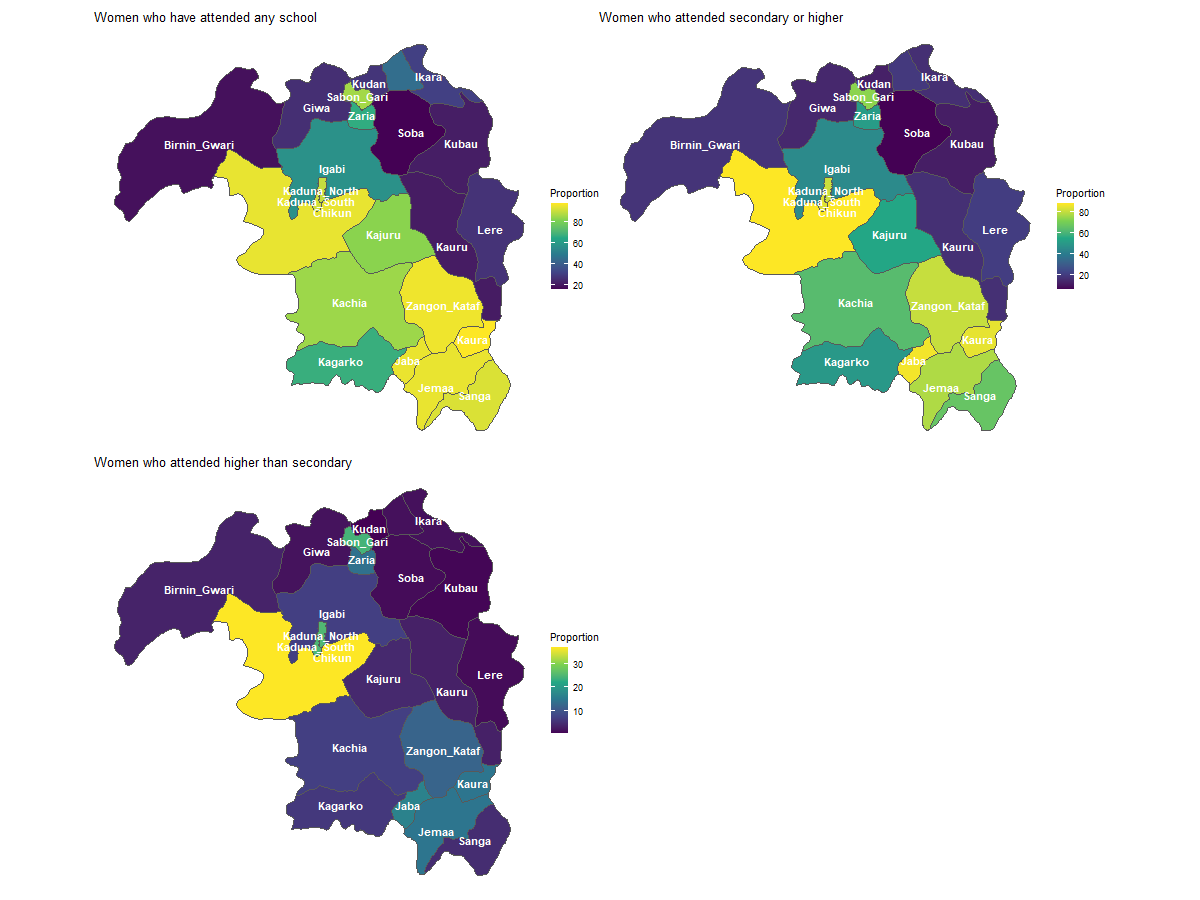 Women who have attended any school
Ikara
Kudan
Sabon_Gari
Giwa
Zaria
Soba
Birnin_Gwari
Kubau
Igabi
Kaduna_North
Kaduna_South
Chikun
Lere
Kajuru
Kauru
Kachia
Zangon_Kataf
Kaura
Kagarko
Jaba
Jemaa
Sanga
Proportion
80
60
40
20
Women who attended secondary or higher
Ikara
Kudan
Sabon_Gari
Giwa
Zaria
Soba
Birnin_Gwari
Kubau
Igabi
Kaduna_North
Kaduna_South
Chikun
Lere
Kajuru
Kauru
Kachia
Zangon_Kataf
Kaura
Kagarko
Jaba
Jemaa
Sanga
Proportion
80
60
40
20
Women who attended higher than secondary
Ikara
Kudan
Sabon_Gari
Giwa
Zaria
Soba
Birnin_Gwari
Kubau
Igabi
Kaduna_North
Kaduna_South
Chikun
Lere
Kajuru
Kauru
Kachia
Zangon_Kataf
Kaura
Kagarko
Jaba
Jemaa
Sanga
Proportion
30
20
10